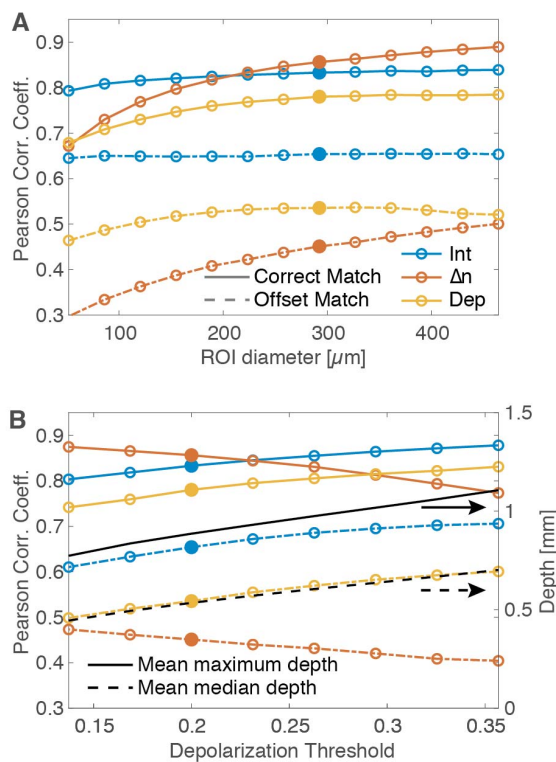 A
0.9
0.8
0.7
0.6
0.5
0.4
0.3
Pearson Corr. Coeff.
Correct Match
Offset Match
Int
Δn
Dep
100
200
300
400
ROI diameter [µm]
B
0.9
0.8
0.7
0.6
0.5
0.4
0.3
Pearson Corr. Coeff.
1.5
1
0.5
0
Depth [mm]
Mean maximum depth
Mean median depth
0.15
0.2
0.25
0.3
0.35
Depolarization Threshold